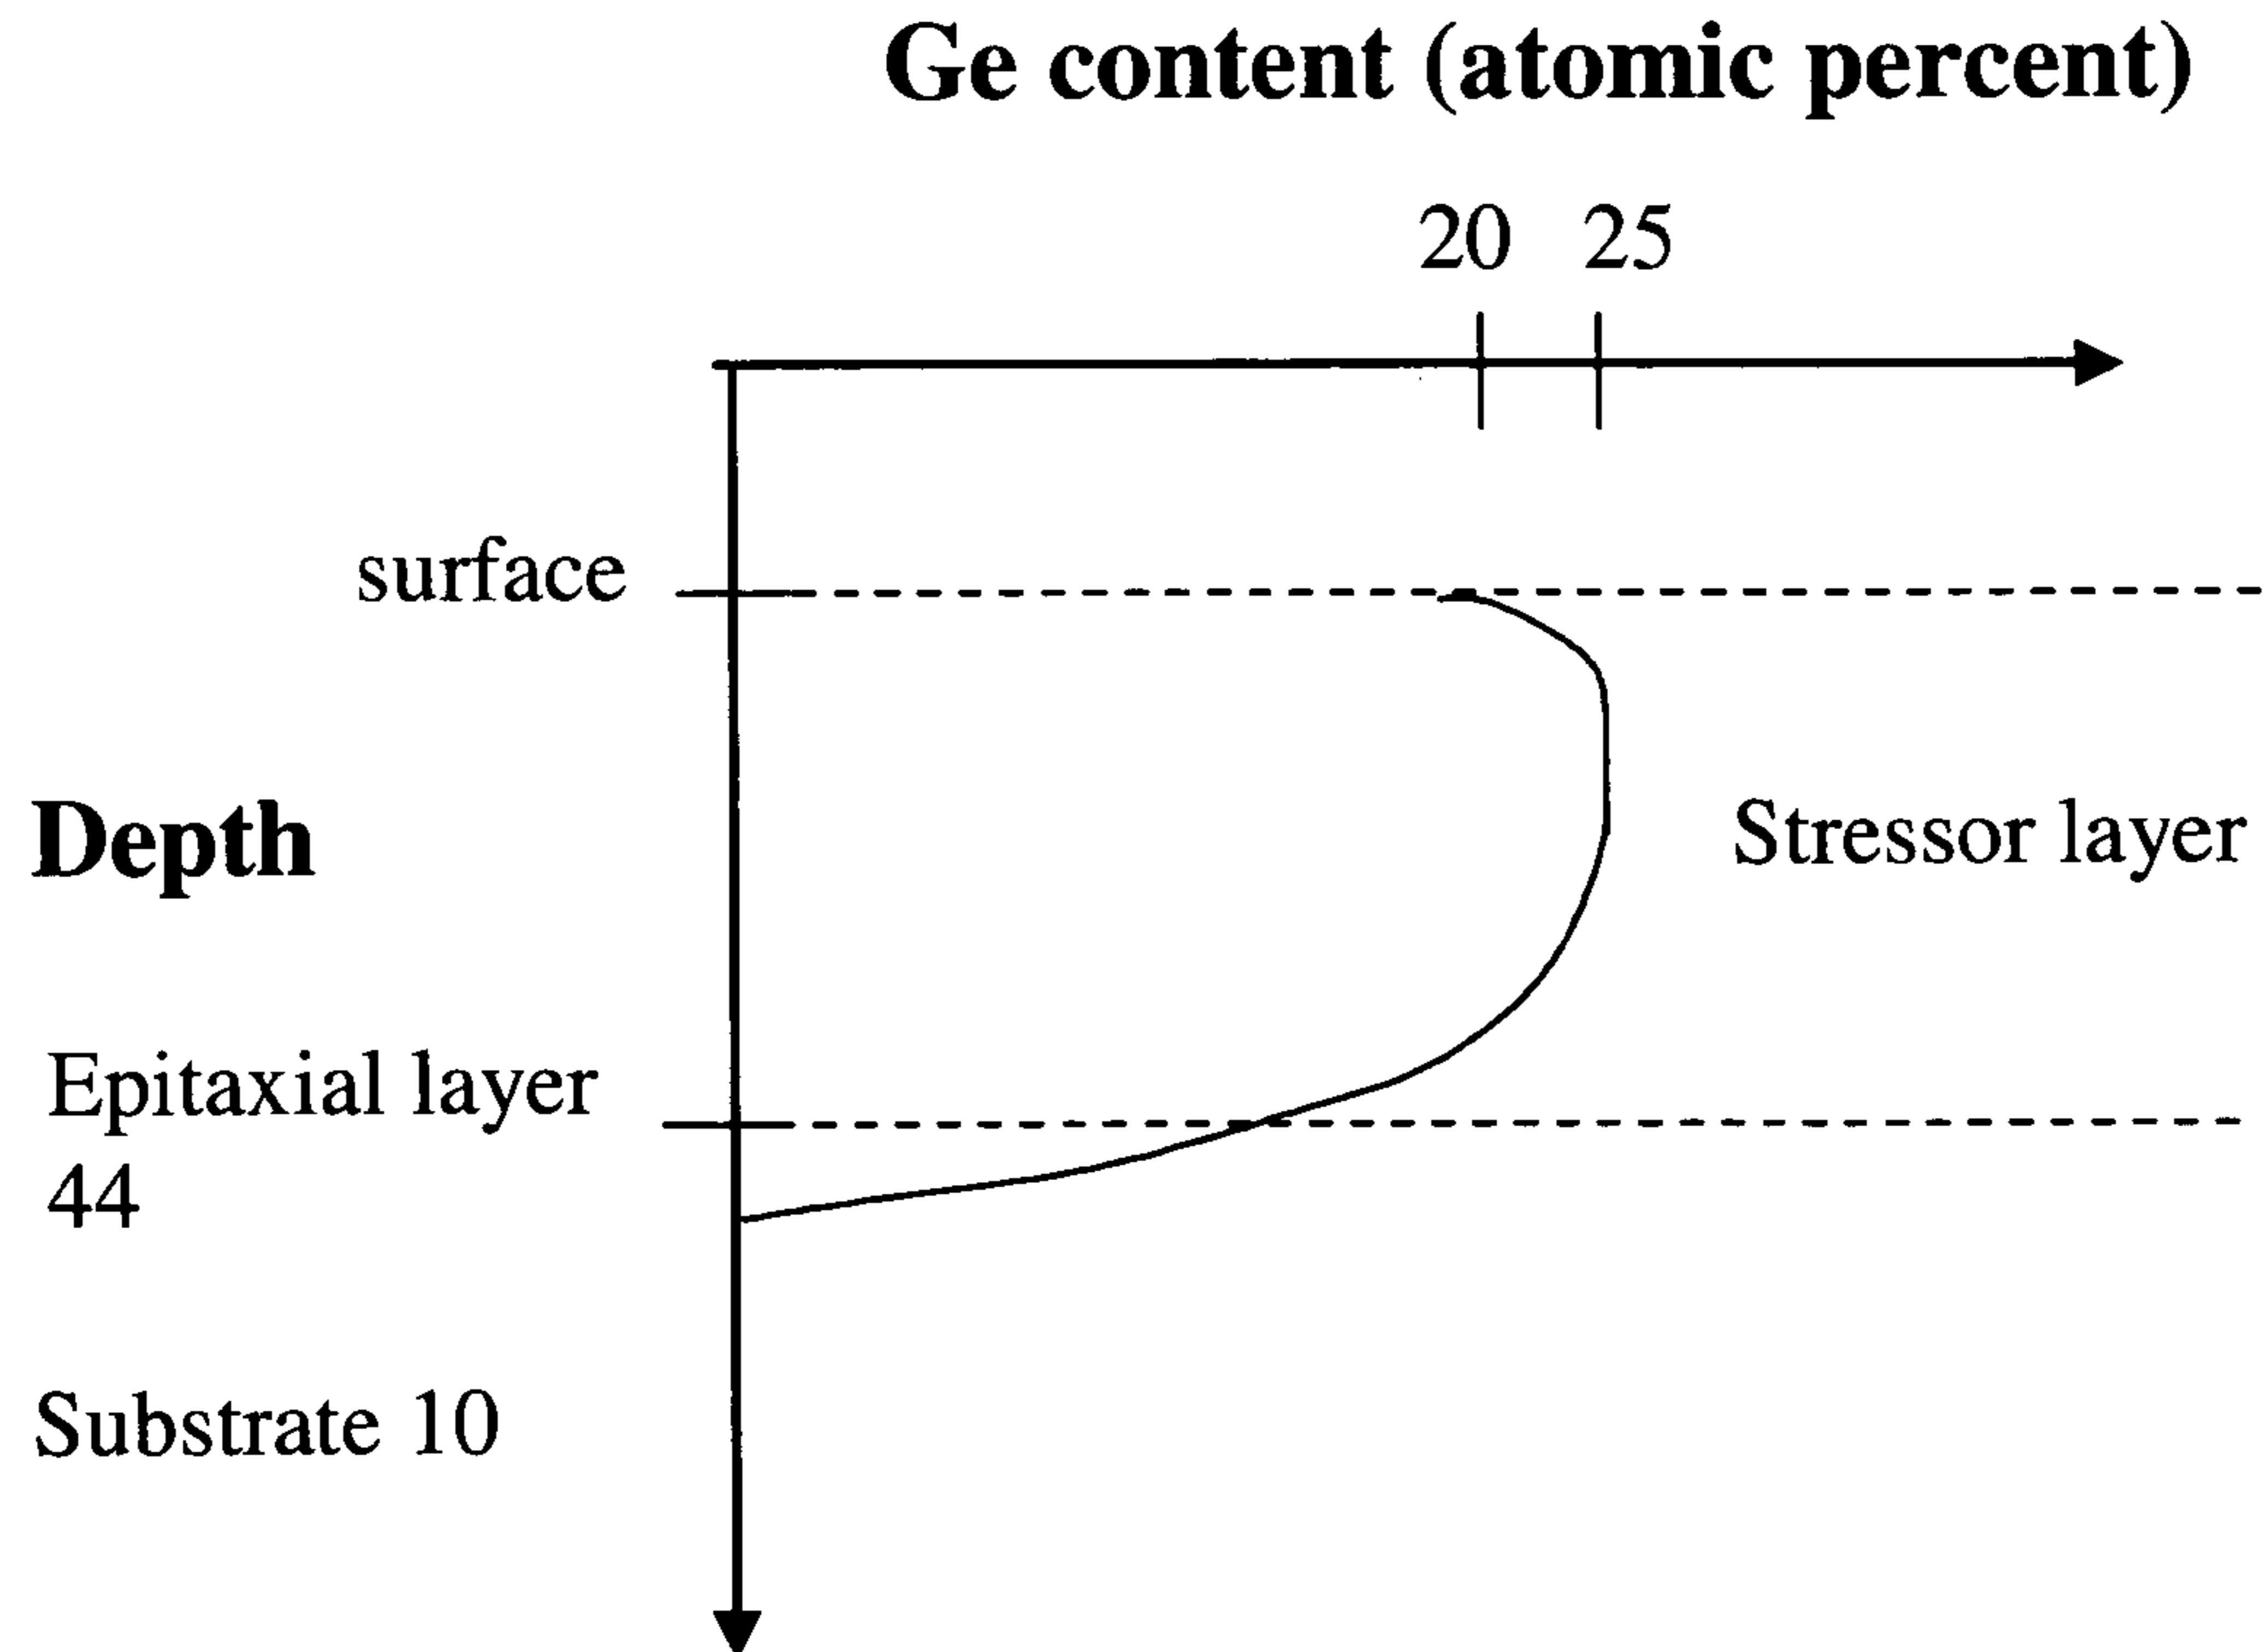 Ge content (atomic percent)
20 25
surface
Depth
Stressor layer
Epitaxial layer
44
Substrate 10